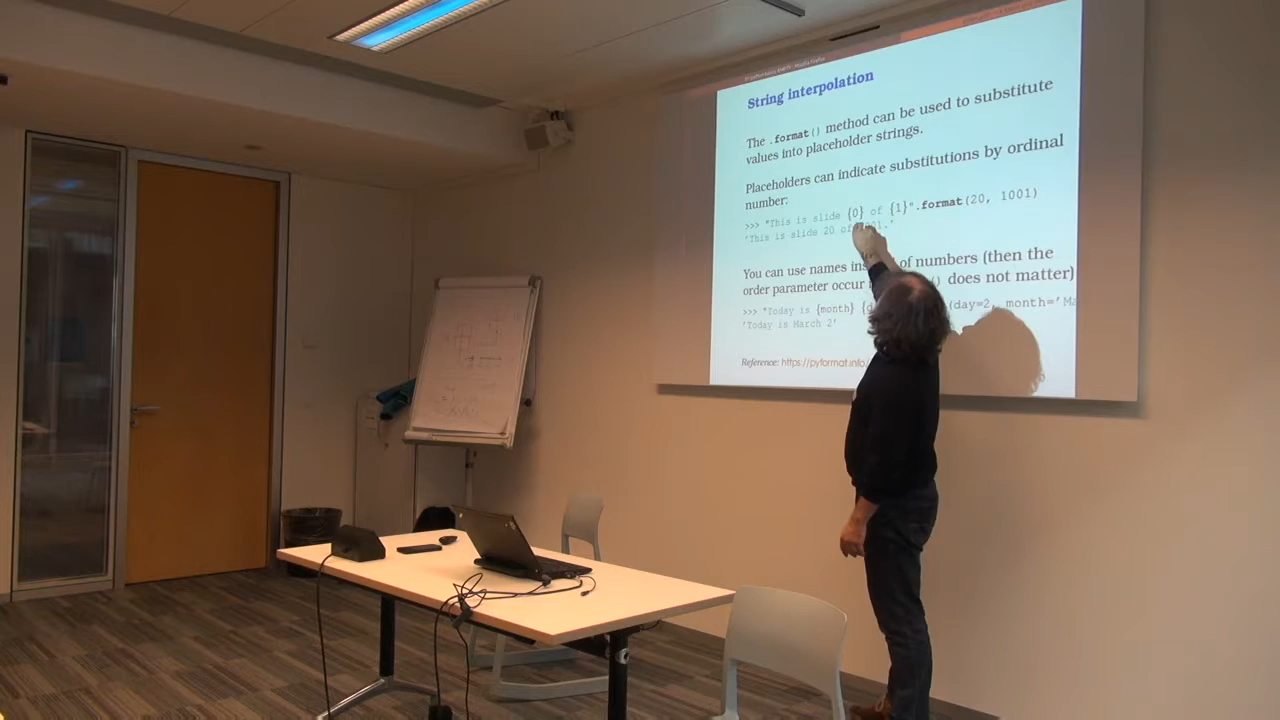 String interpolation
The .format() method can be used to substitute
values into placeholder strings.
Placeholders can indicate substitutions by ordinal
number:
>>> "This is slide {0} of {1}".format(20, 1001)
'This is slide 20 of
You can use names of numbers (then the
order parameter occur () does not matter)
>>> "Today is {month} (day=2, month='Ma
'Today is March 2'
Reference: https://pyformat.info/